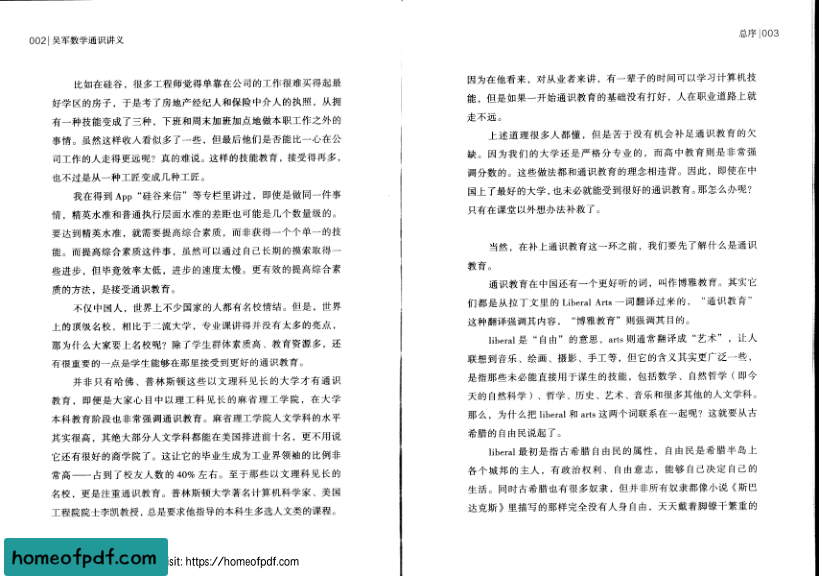 002|吴军数学通识讲义
比如在硅谷，很多工程师觉得单靠在公司的工作很难买得起最
好学区的房子，于是考了房地产经纪人和保险中介人的执照，从拥
有一种技能变成了三种，下班和周末加班加点地做本职工作之外的
事情。虽然这样收入看似多了一些，但最后他们是否能比一心在公
司工作的人走得更远呢？真的难说。这样的技能教育，接受得再多，
也不过是从一种工匠变成几种工匠。
我在得到 App“硅谷来信”等专栏里讲过，即使是做同一件事
情，精英水准和普通执行层面水准的差距也可能是几个数量级的。
要达到精英水准，就需要提高综合素质，而非获得一个个单一的技
能。而提高综合素质这件事，虽然可以通过自己长期的摸索取得一
些进步，但毕竟效率太低，进步的速度太慢。更有效的提高综合素
质的方法，是接受通识教育。
不仅中国人，世界上不少国家的人都有名校情结。但是，世界
上的顶级名校，相比于二流大学，专业课讲得并没有太多的亮点，
那为什么大家要上名校呢？除了学生群体素质高、教育资源多，还
有很重要的一点是学生能够在那里接受到更好的通识教育。
并非只有哈佛、普林斯顿这些以文理科见长的大学才有通识
教育，即便是大家心目中以理工科见长的麻省理工学院，在大学
本科教育阶段也非常强调通识教育。麻省理工学院人文学科的水平
其实很高，其绝大部分人文学科都能在美国排进前十名，更不用说
它还有很好的商学院了。这让它的毕业生成为工业界领袖的比例非
常高——占到了校友人数的 40% 左右。至于那些以文理科见长的
名校，更是注重通识教育。普林斯顿大学著名计算机科学家、美国
工程院院士李凯教授，总是要求他指导的本科生多选人文类的课程。
总序|003
因为在他看来，对从业者来讲，有一辈子的时间可以学习计算机技
能，但是如果一开始通识教育的基础没有打好，人在职业道路上就
走不远。
上述道理很多人都懂，但是苦于没有机会补足通识教育的欠
缺。因为我们的大学还是严格分专业的，而高中教育则是非常强
调分数的。这些做法都和通识教育的理念相违背。因此，即使在中
国上了最好的大学，也未必就能受到很好的通识教育。那怎么办呢？
只有在课堂以外想办法补救了。
当然，在补上通识教育这一环之前，我们要先了解什么是通识
教育。
通识教育在中国还有一个更好听的词，叫作博雅教育。其实它
们都是从拉丁文里的 Liberal Arts 一词翻译过来的，“通识教育”
这种翻译强调其内容，“博雅教育”则强调其目的。
liberal 是“自由”的意思，arts 则通常翻译成“艺术”，让人
联想到音乐、绘画、摄影、手工等，但它的含义其实更广泛一些，
是指那些未必能直接用于谋生的技能，包括数学、自然哲学（即今
天的自然科学）、哲学、历史、艺术、音乐和很多其他的人文学科。
那么，为什么把 liberal 和 arts 这两个词联系在一起呢？这就要从古
希腊的自由民说起了。
liberal 最初是指古希腊自由民的属性，自由民是希腊半岛上
各个城邦的主人，有政治权利、自由意志，能够自己决定自己的
生活。同时古希腊也有很多奴隶，但并非所有奴隶都像小说《斯巴
达克斯》里描写的那样完全没有人身自由，天天戴着脚镣干繁重的
homeofpdf.com
isit: https://homeofpdf.com